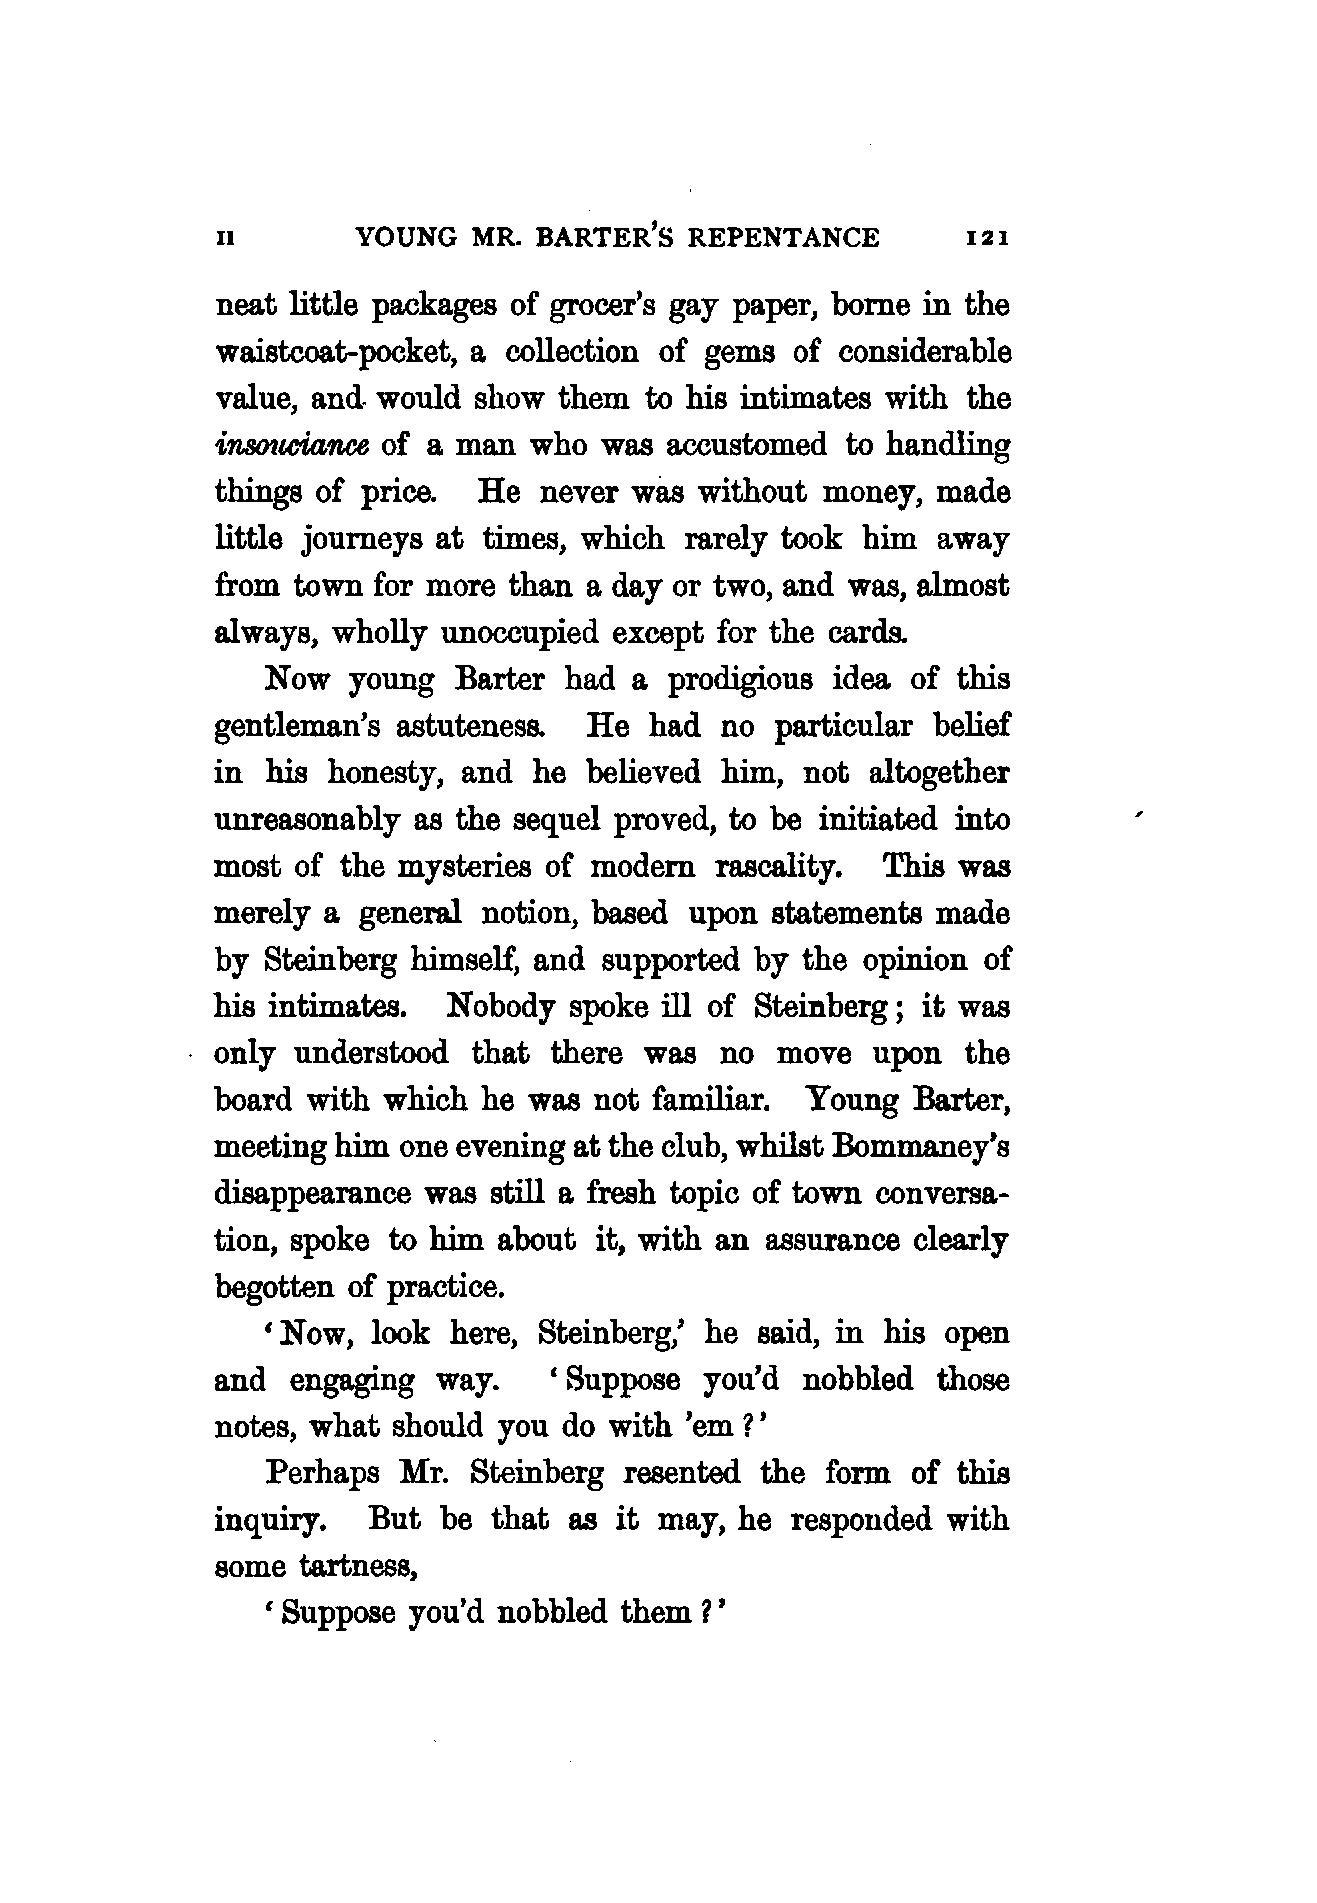 II YOUNG MR. BARTER'S REPENTANCE 121
neat little packages of grocer's gay paper, borne in the
waistcoat-pocket, a collection of gems of considerable
value, and would show them to his intimates with the
insouciance of a man who was accustomed to handling
things of price. He never was without money, made
little journeys at times, which rarely took him away
from town for more than a day or two, and was, almost
always, wholly unoccupied except for the cards.
Now young Barter had a prodigious idea of this
gentleman's astuteness. He had no particular belief
in his honesty, and he believed him, not altogether
unreasonably as the sequel proved, to be initiated into
most of the mysteries of modern rascality. This was
merely a general notion, based upon statements made
by Steinberg himself, and supported by the opinion of
his intimates. Nobody spoke ill of Steinberg; it was
only understood that there was no move upon the
board with which he was not familiar. Young Barter,
meeting him one evening at the club, whilst Bommaney's
disappearance was still a fresh topic of town conversa-
tion, spoke to him about it, with an assurance clearly
begotten of practice.
'Now, look here, Steinberg,' he said, in his open
and engaging way. 'Suppose you'd nobbled those
notes, what should you do with 'em?'
Perhaps Mr. Steinberg resented the form of this
inquiry. But be that as it may, he responded with
some tartness,
'Suppose you'd nobbled them?'